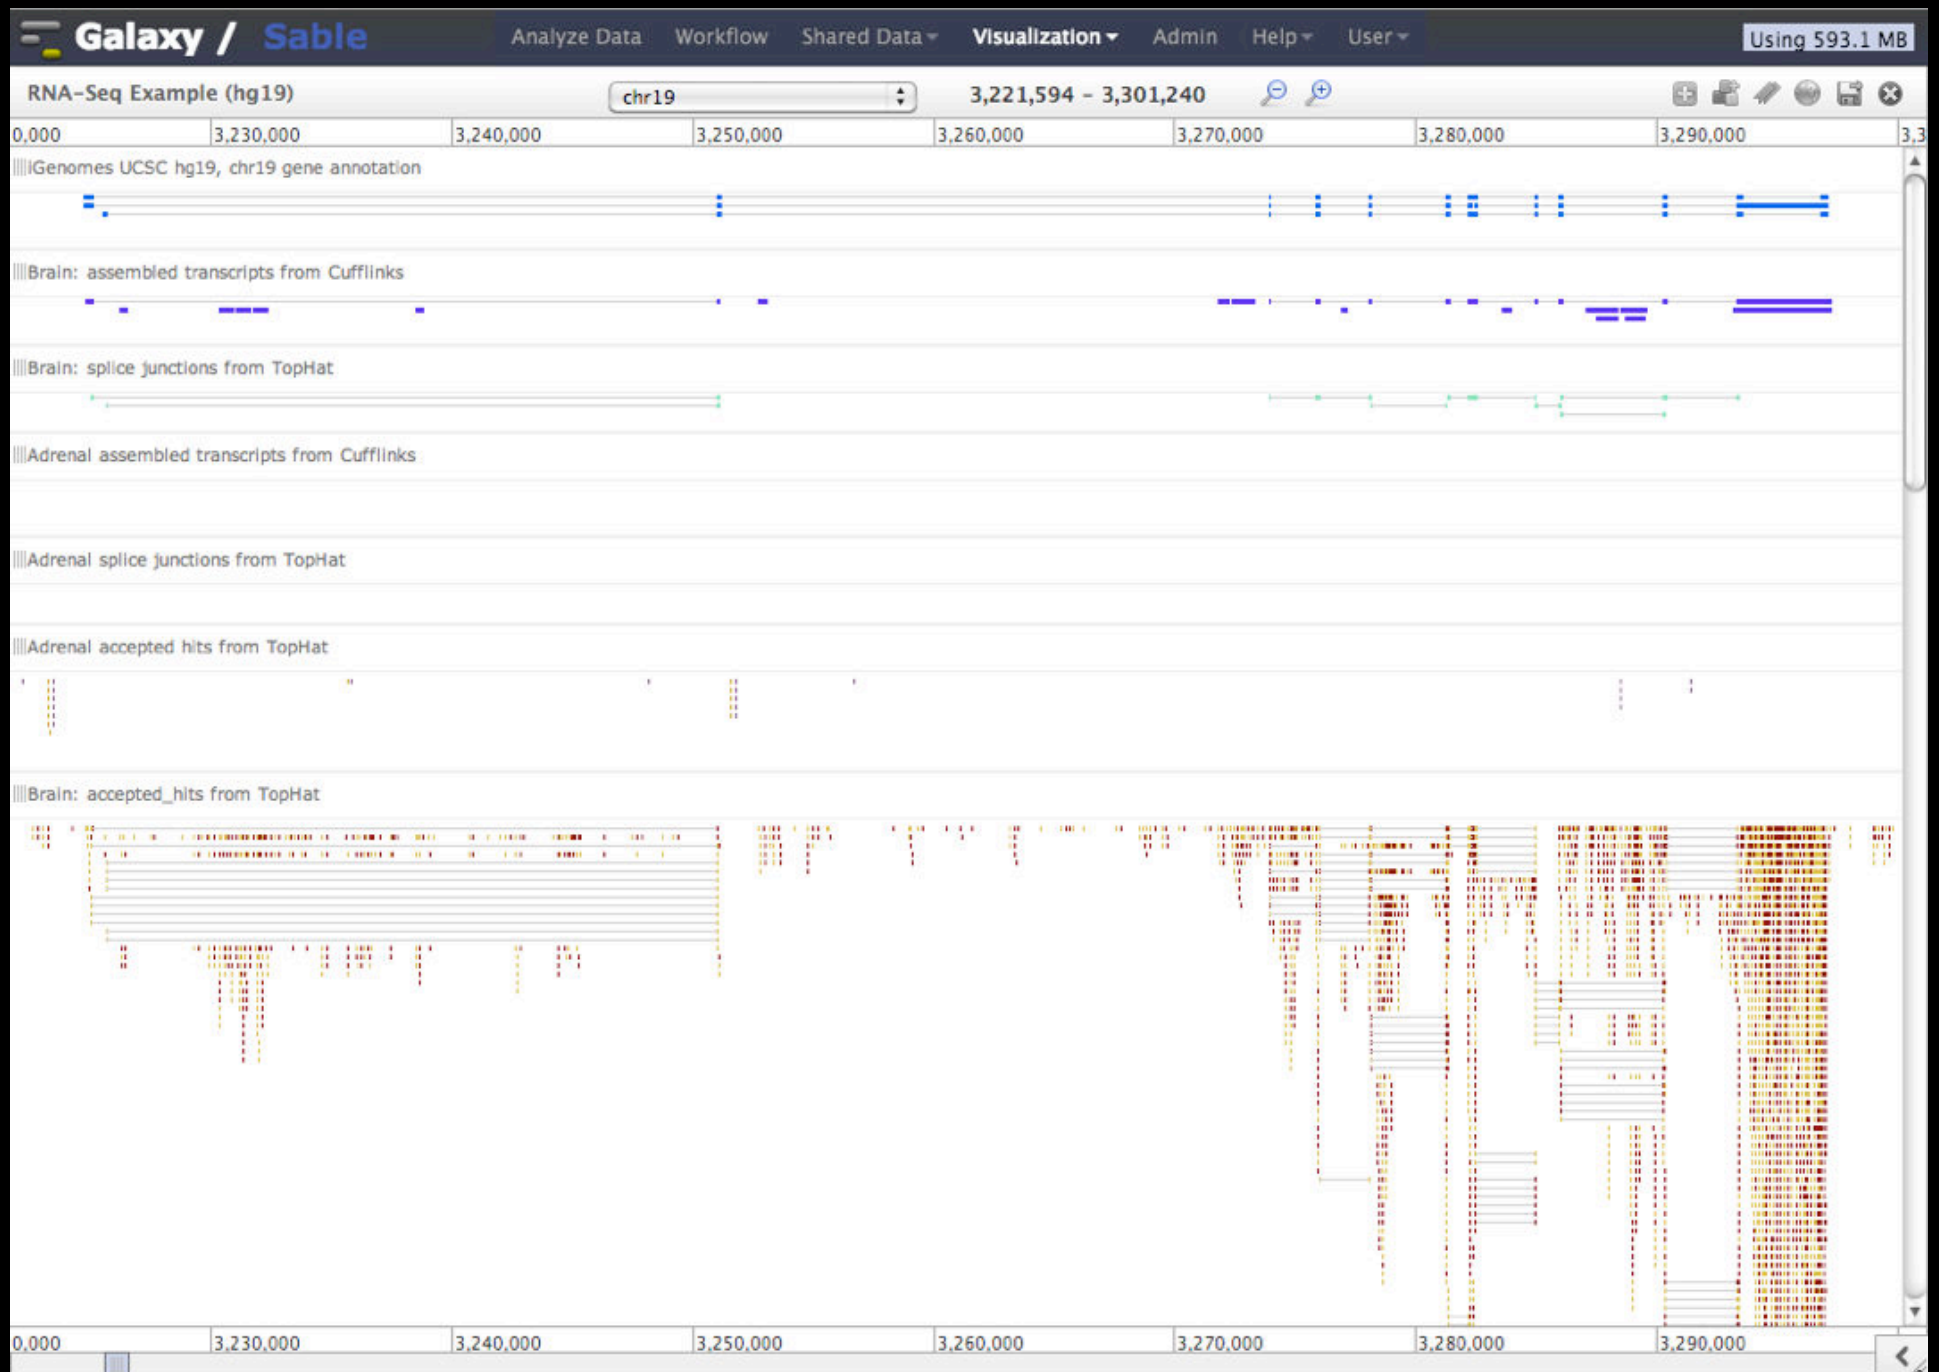 Galaxy / Sable Analyze Data Workflow Shared Data Visualization Admin Help User Using 593.1 MB
RNA-Seq Example (hg19) chr19 3,221,594 - 3,301,240
0,000 3,230,000 3,240,000 3,250,000 3,260,000 3,270,000 3,280,000 3,290,000 3,3
iGenomes UCSC hg19, chr19 gene annotation
Brain: assembled transcripts from Cufflinks
Brain: splice junctions from TopHat
Adrenal assembled transcripts from Cufflinks
Adrenal splice junctions from TopHat
Adrenal accepted hits from TopHat
Brain: accepted_hits from TopHat
0,000 3,230,000 3,240,000 3,250,000 3,260,000 3,270,000 3,280,000 3,290,000